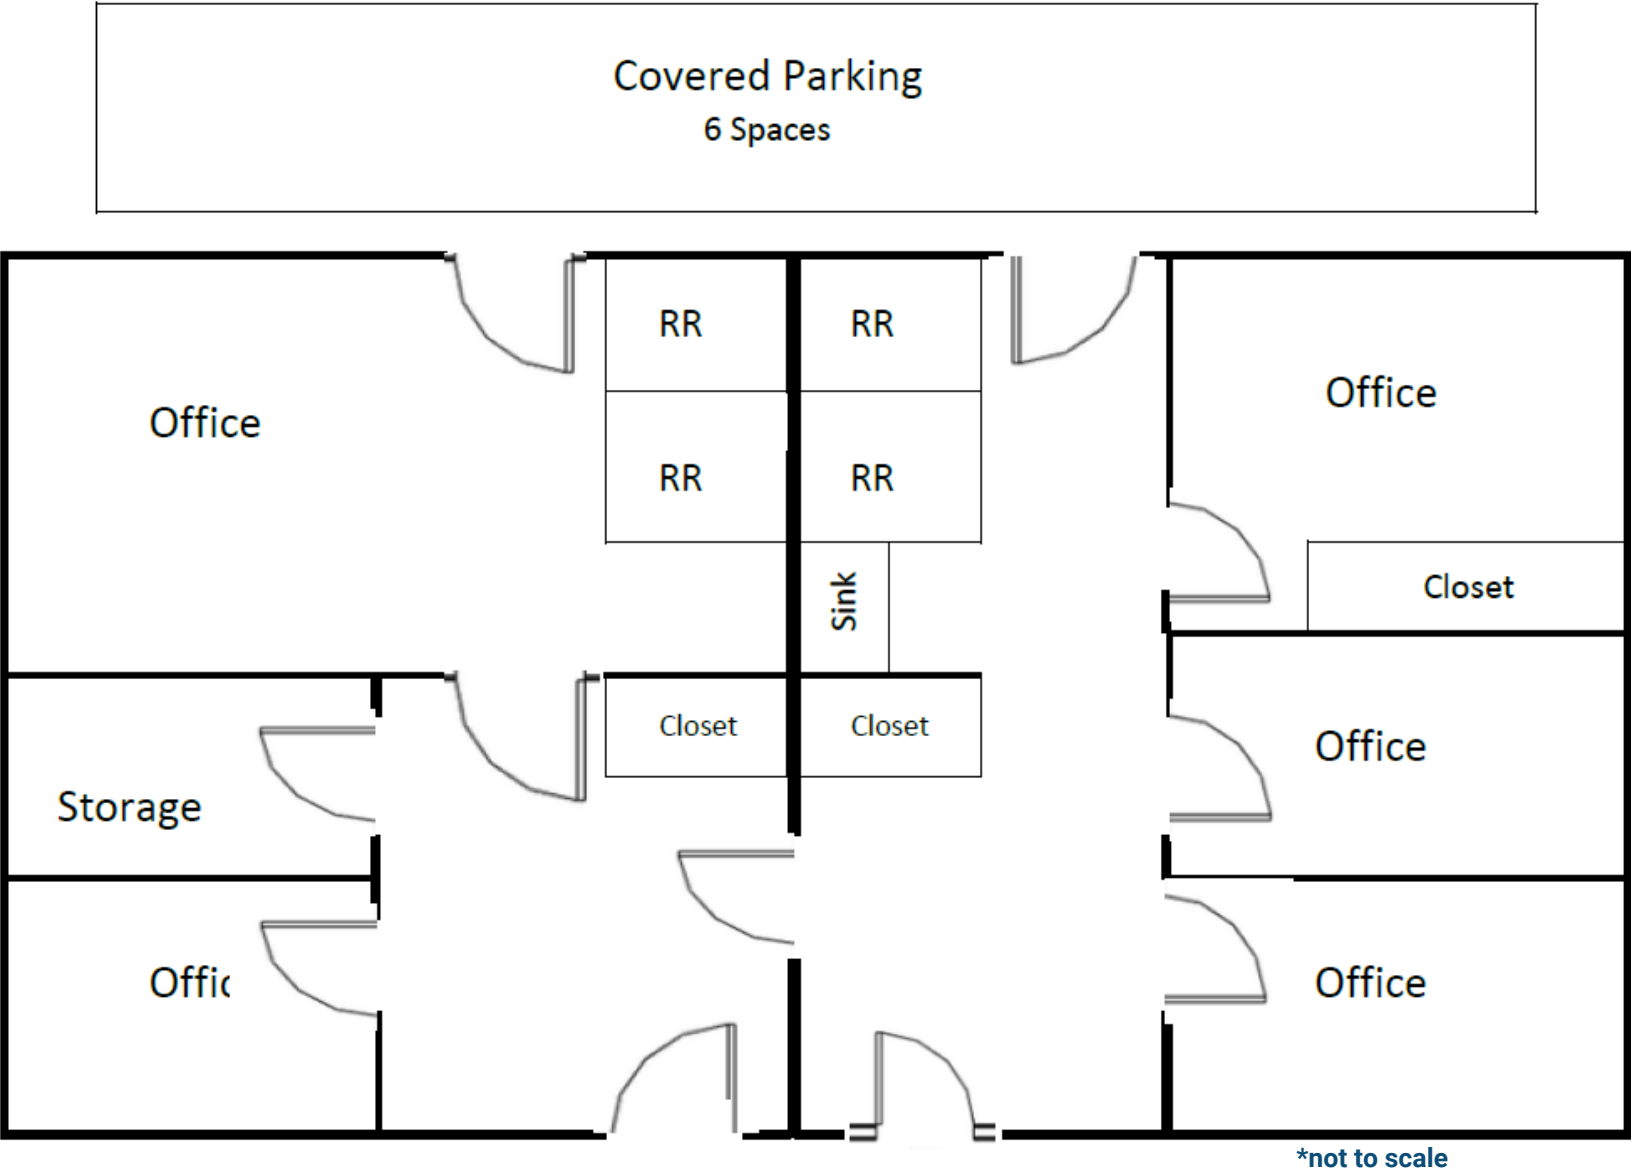 Covered Parking
6 Spaces
RR
RR
Office
Office
RR
RR
Sink
Closet
Closet
Closet
Office
Storage
Offic
Office
*not to scale